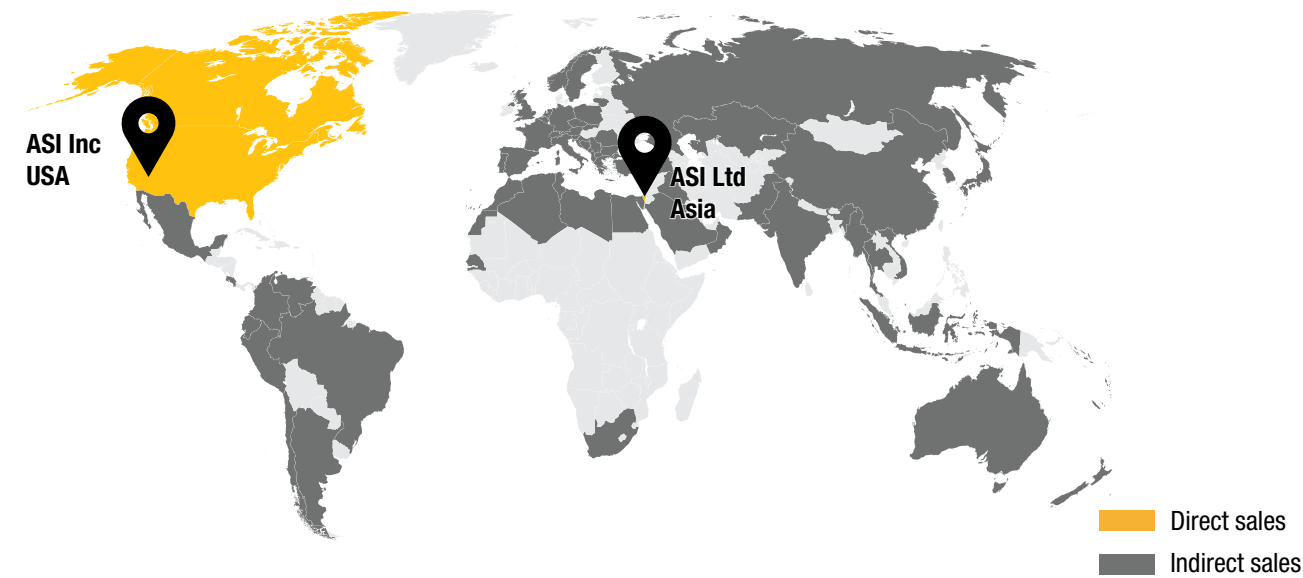 ASI Inc
USA
ASI Ltd
Asia
Direct sales
Indirect sales